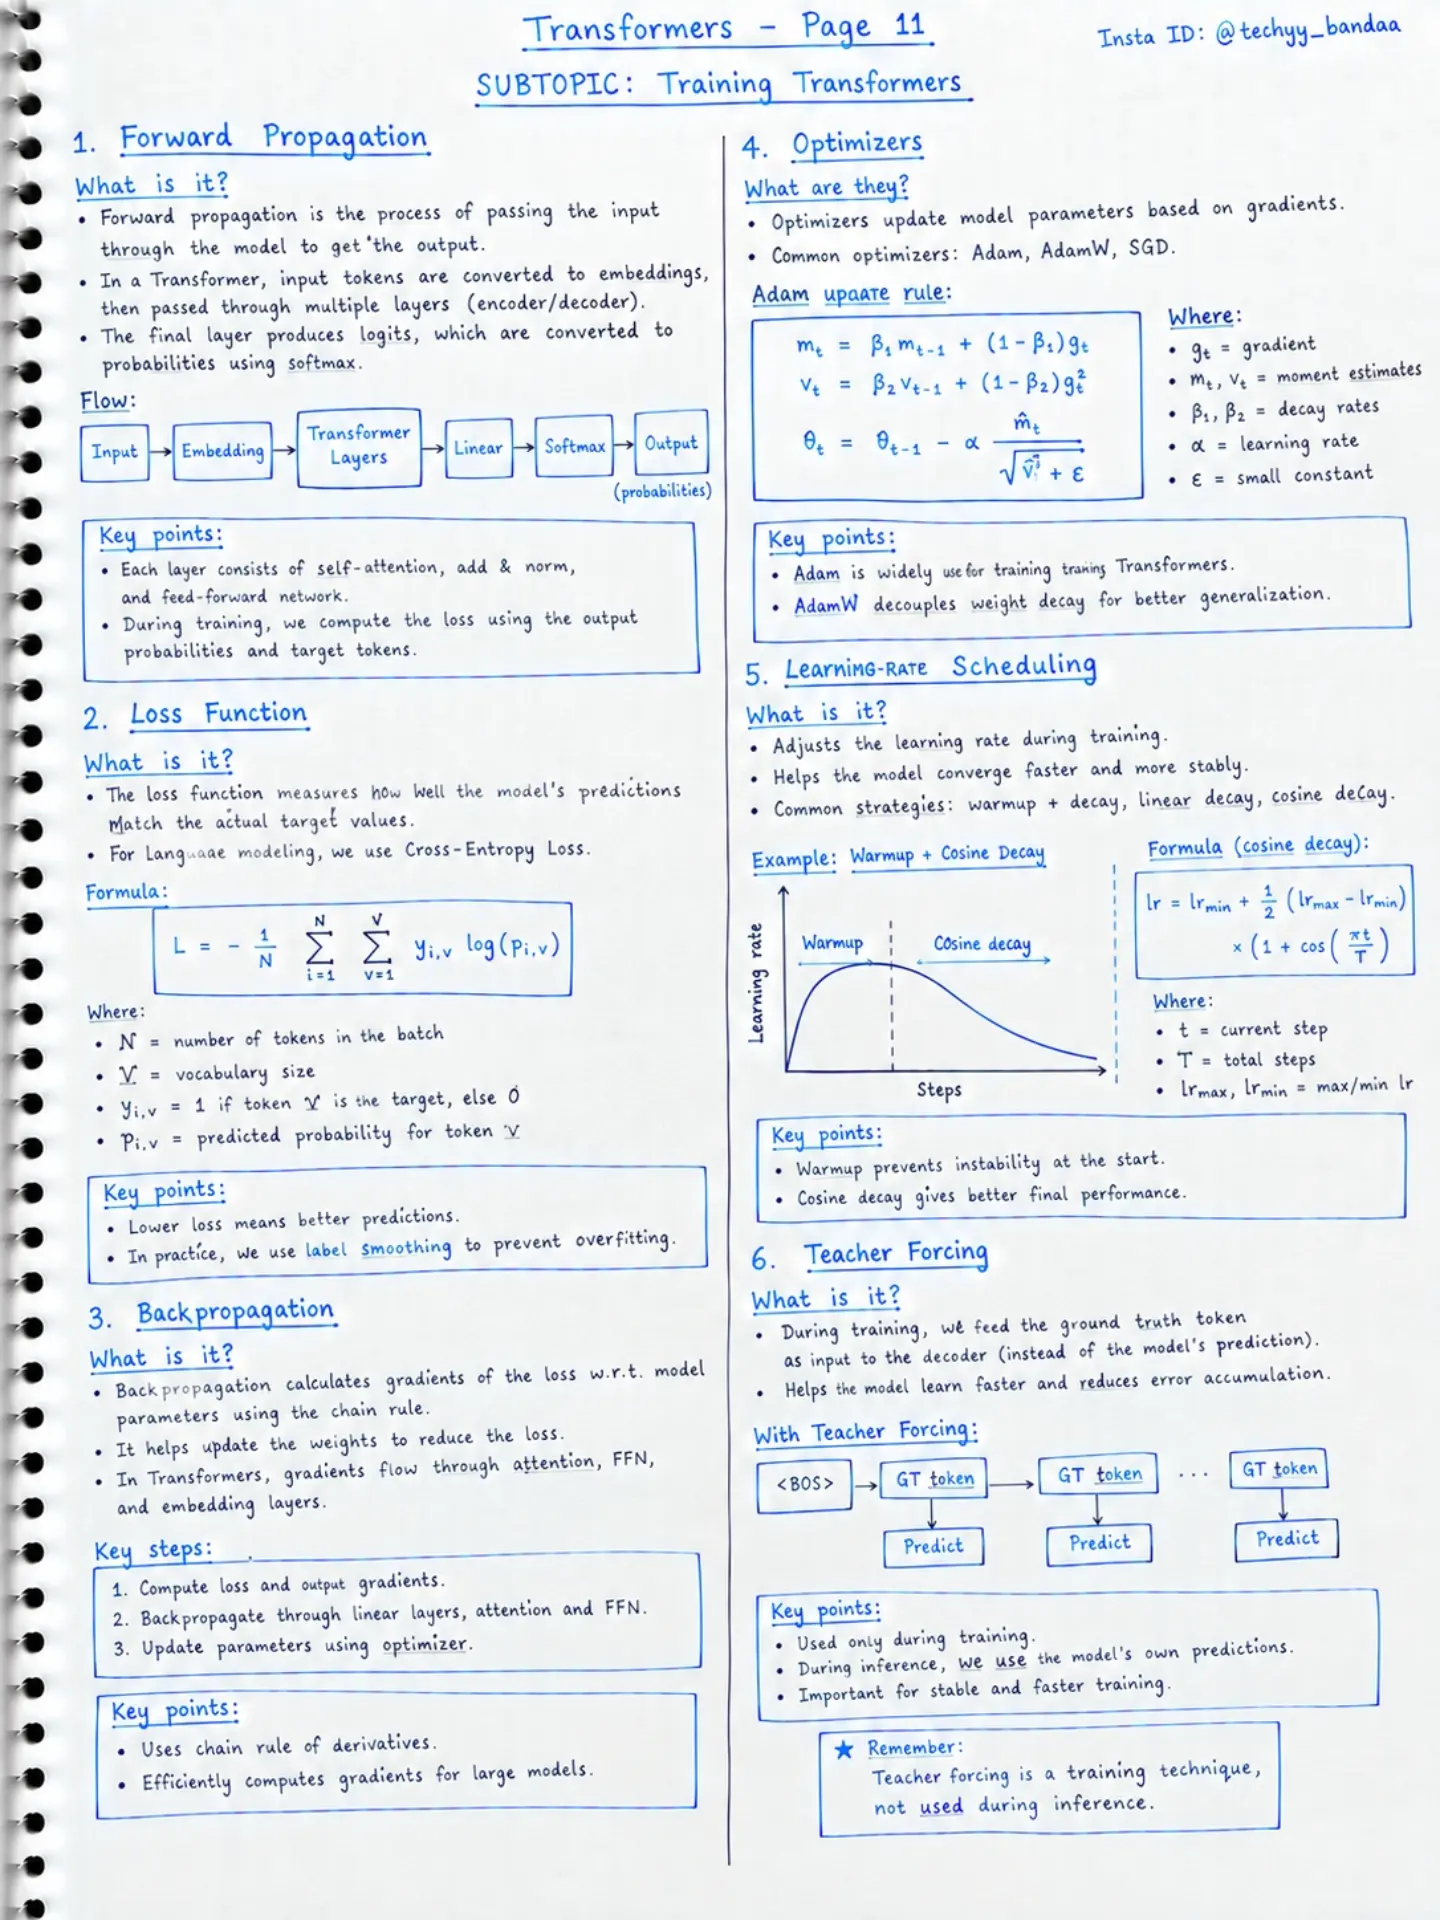 Transformers - Page 11
Insta ID: @techyy_bandaa
SUBTOPIC: Training Transformers
1. Forward Propagation
What is it?
• Forward propagation is the process of passing the input
through the model to get the output.
• In a Transformer, input tokens are converted to embeddings,
then passed through multiple layers (encoder/decoder).
• The final layer produces logits, which are converted to
probabilities using softmax.
Flow:
Input → Embedding → Transformer Layers → Linear → Softmax → Output
(probabilities)
Key points:
• Each layer consists of self-attention, add & norm,
and feed-forward network.
• During training, we compute the loss using the output
probabilities and target tokens.
2. Loss Function
What is it?
• The loss function measures how well the model's predictions
Match the actual target values.
• For Languaae modeling, we use Cross-Entropy Loss.
Formula:
L = - 1/N Σ_{i=1}^{N} Σ_{v=1}^{V} y_{i,v} log(p_{i,v})
Where:
• N = number of tokens in the batch
• V = vocabulary size
• y_{i,v} = 1 if token V is the target, else 0
• p_{i,v} = predicted probability for token V
Key points:
• Lower loss means better predictions.
• In practice, we use label smoothing to prevent overfitting.
3. Backpropagation
What is it?
• Backpropagation calculates gradients of the loss w.r.t. model
parameters using the chain rule.
• It helps update the weights to reduce the loss.
• In Transformers, gradients flow through attention, FFN,
and embedding layers.
Key steps:
1. Compute loss and output gradients.
2. Backpropagate through linear layers, attention and FFN.
3. Update parameters using optimizer.
Key points:
• Uses chain rule of derivatives.
• Efficiently computes gradients for large models.
4. Optimizers
What are they?
• Optimizers update model parameters based on gradients.
• Common optimizers: Adam, AdamW, SGD.
Adam upaate rule:
m_t = β₁ m_{t-1} + (1 - β₁) g_t
v_t = β₂ v_{t-1} + (1 - β₂) g_t²
θ_t = θ_{t-1} - α m̂_t / √(v̂ + ε)
Where:
• g_t = gradient
• m_t, v_t = moment estimates
• β₁, β₂ = decay rates
• α = learning rate
• ε = small constant
Key points:
• Adam is widely use for training traking Transformers.
• AdamW decouples weight decay for better generalization.
5. Learning-RATE Scheduling
What is it?
• Adjusts the learning rate during training.
• Helps the model converge faster and more stably.
• Common strategies: warmup + decay, linear decay, cosine decay.
Example: Warmup + Cosine Decay
Learning rate
Warmup
Cosine decay
Steps
Formula (cosine decay):
lr = lr_min + 1/2 (lr_max - lr_min)
× (1 + cos( πt/T )
Where:
• t = current step
• T = total steps
• lr_max, lr_min = max/min lr
Key points:
• Warmup prevents instability at the start.
• Cosine decay gives better final performance.
6. Teacher Forcing
What is it?
• During training, we feed the ground truth token
as input to the decoder (instead of the model's prediction).
• Helps the model learn faster and reduces error accumulation.
With Teacher Forcing:
<BOS> → GT token → GT token ... GT token
Predict Predict Predict
Key points:
• Used only during training.
• During inference, we use the model's own predictions.
• Important for stable and faster training.
★ Remember:
Teacher forcing is a training technique,
not used during inference.